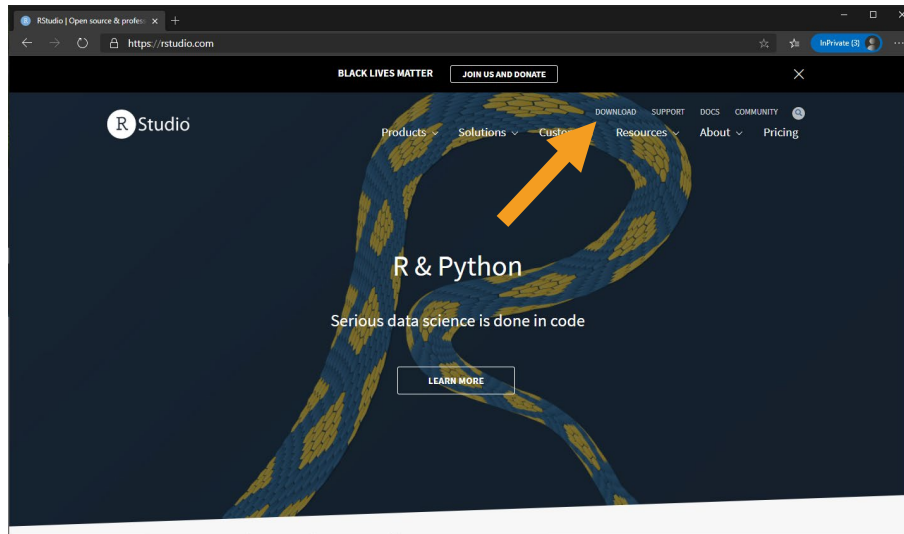 RStudio | Open source & profess
https://rstudio.com
InPrivate (3)
BLACK LIVES MATTER JOIN US AND DONATE
DOWNLOAD SUPPORT DOCS COMMUNITY
R Studio
Products Solutions Resources About Pricing
R & Python
Serious data science is done in code
LEARN MORE